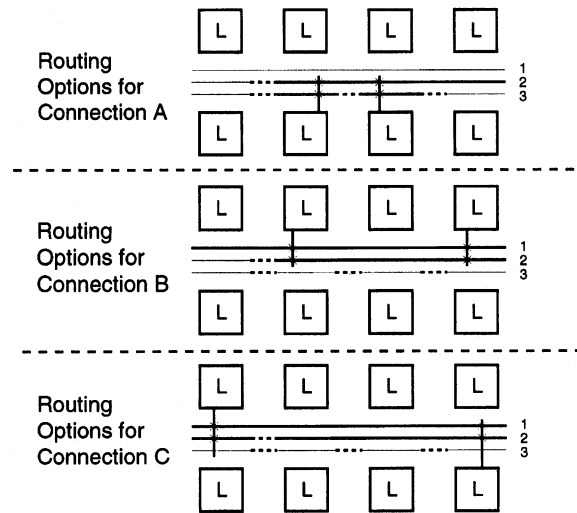 L L L L
Routing
Options for
Connection A
1
2
3
L L L L
L L L L
Routing
Options for
Connection B
1
2
3
L L L L
L L L L
Routing
Options for
Connection C
1
2
3
L L L L